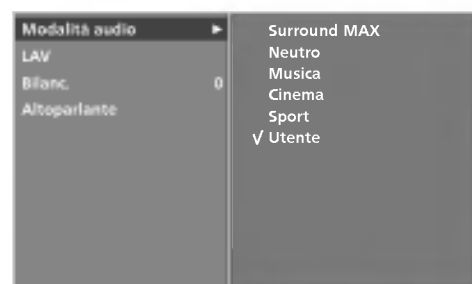 Modalità audio ►
LAV
Bilanc. 0
Altoparlante
Surround MAX
Neutro
Musica
Cinema
Sport
√ Utente